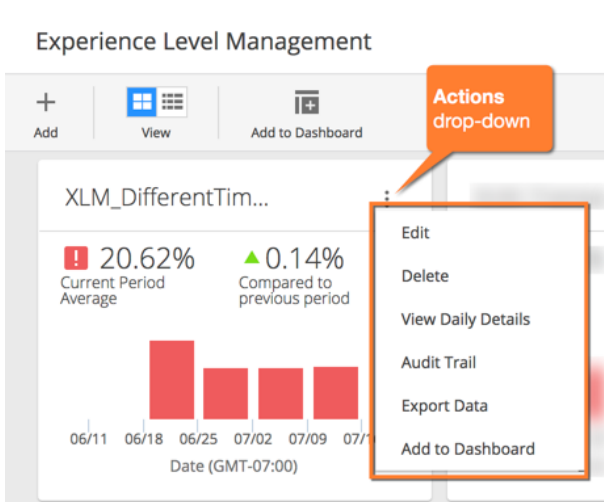 Experience Level Management
Actions
drop-down
Add
View
Add to Dashboard
XLM_DifferentTim...
20.62%
Current Period
Average
0.14%
Compared to
previous period
06/11 06/18 06/25 07/02 07/09
Date (GMT-07:00)
Edit
Delete
View Daily Details
Audit Trail
Export Data
Add to Dashboard